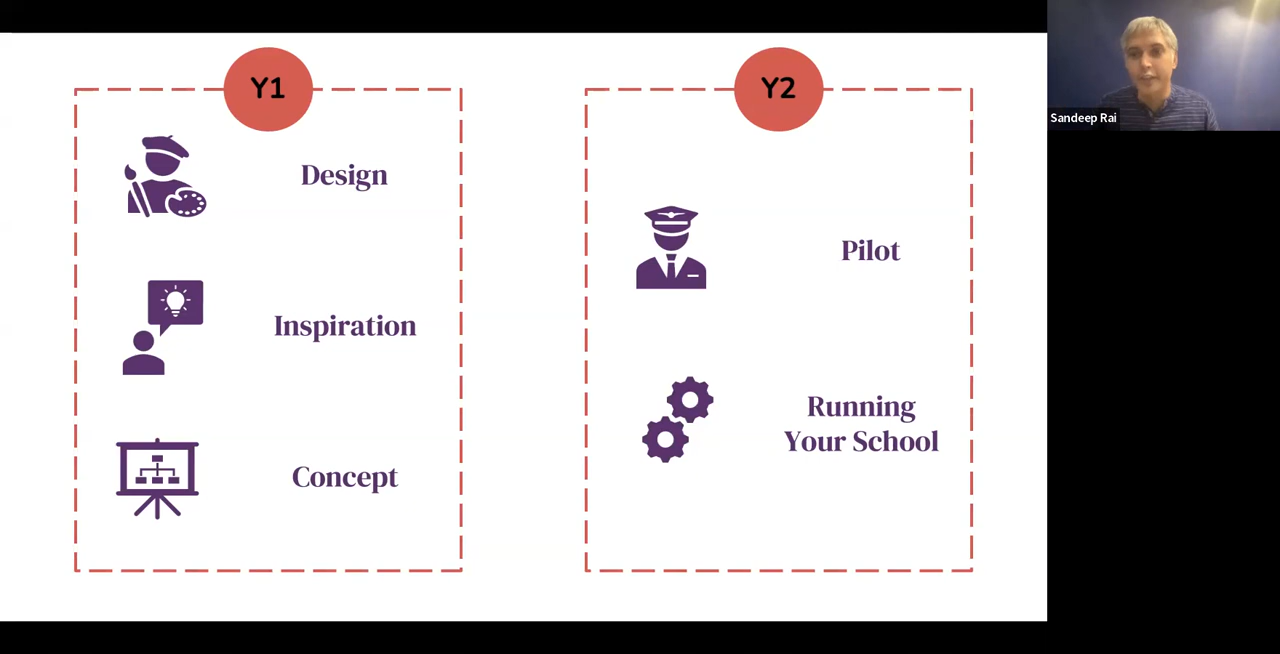 Y1
Design
Inspiration
Concept
Y2
Pilot
Running
Your School
Sandeep Rai